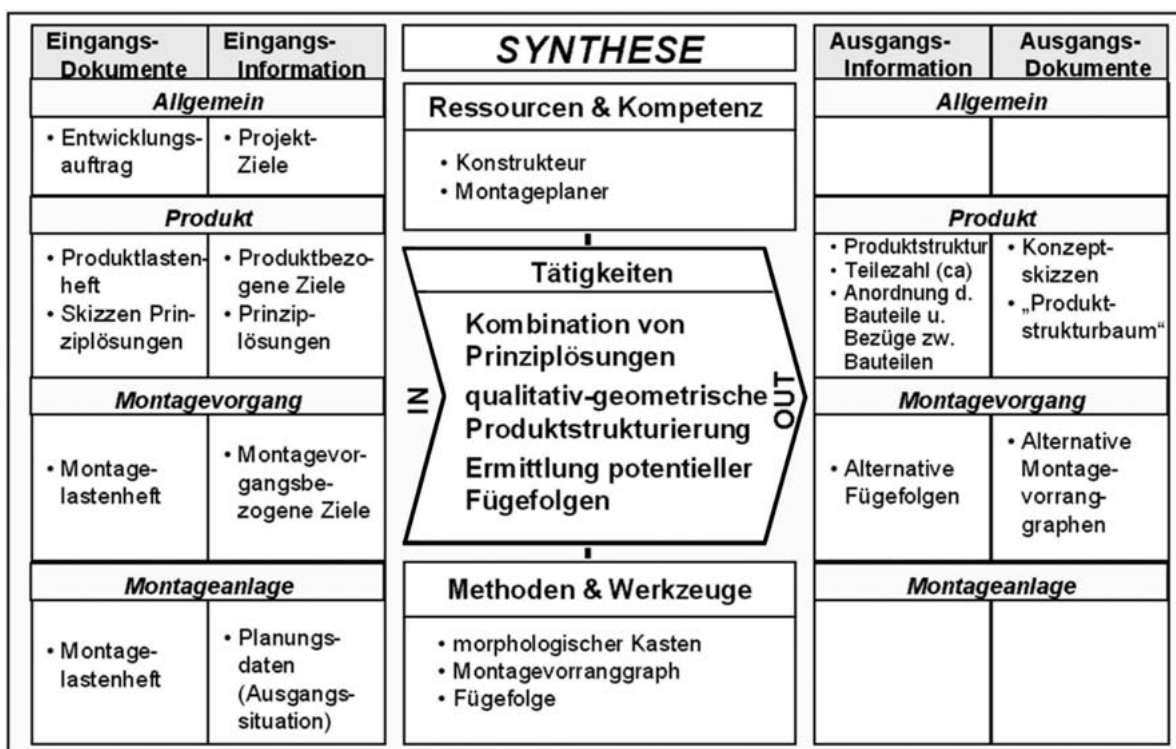 Eingangs-
Dokumente
Eingangs-
Information
Allgemein
• Entwicklungs-
auftrag
• Projekt-
Ziele
Produkt
• Produktlasten-
heft
• Skizzen Prin-
ziplösungen
• Produktbezo-
gene Ziele
• Prinzip-
lösungen
Montagevorgang
• Montage-
lastenheft
• Montagevor-
gangsbe-
zogene Ziele
Montageanlage
• Montage-
lastenheft
• Planungs-
daten
(Ausgangs-
situation)
SYNTHESE
Ressourcen & Kompetenz
• Konstrukteur
• Montageplaner
IN
Tätigkeiten
Kombination von
Prinziplösungen
qualitativ-geometrische
Produktstrukturierung
Ermittlung potentieller
Fügefolgen
OUT
Methoden & Werkzeuge
• morphologischer Kasten
• Montagevorranggraph
• Fügefolge
Ausgangs-
Information
Ausgangs-
Dokumente
Allgemein
Produkt
• Produktstruktur
• Teilezahl (ca)
• Anordnung d.
Bauteile u.
Bezüge zw.
Bauteilen
• Konzept-
skizzen
• „Produkt-
strukturbaum“
Montagevorgang
• Alternative
Fügefolgen
• Alternative
Montage-
vorrang-
graphen
Montageanlage